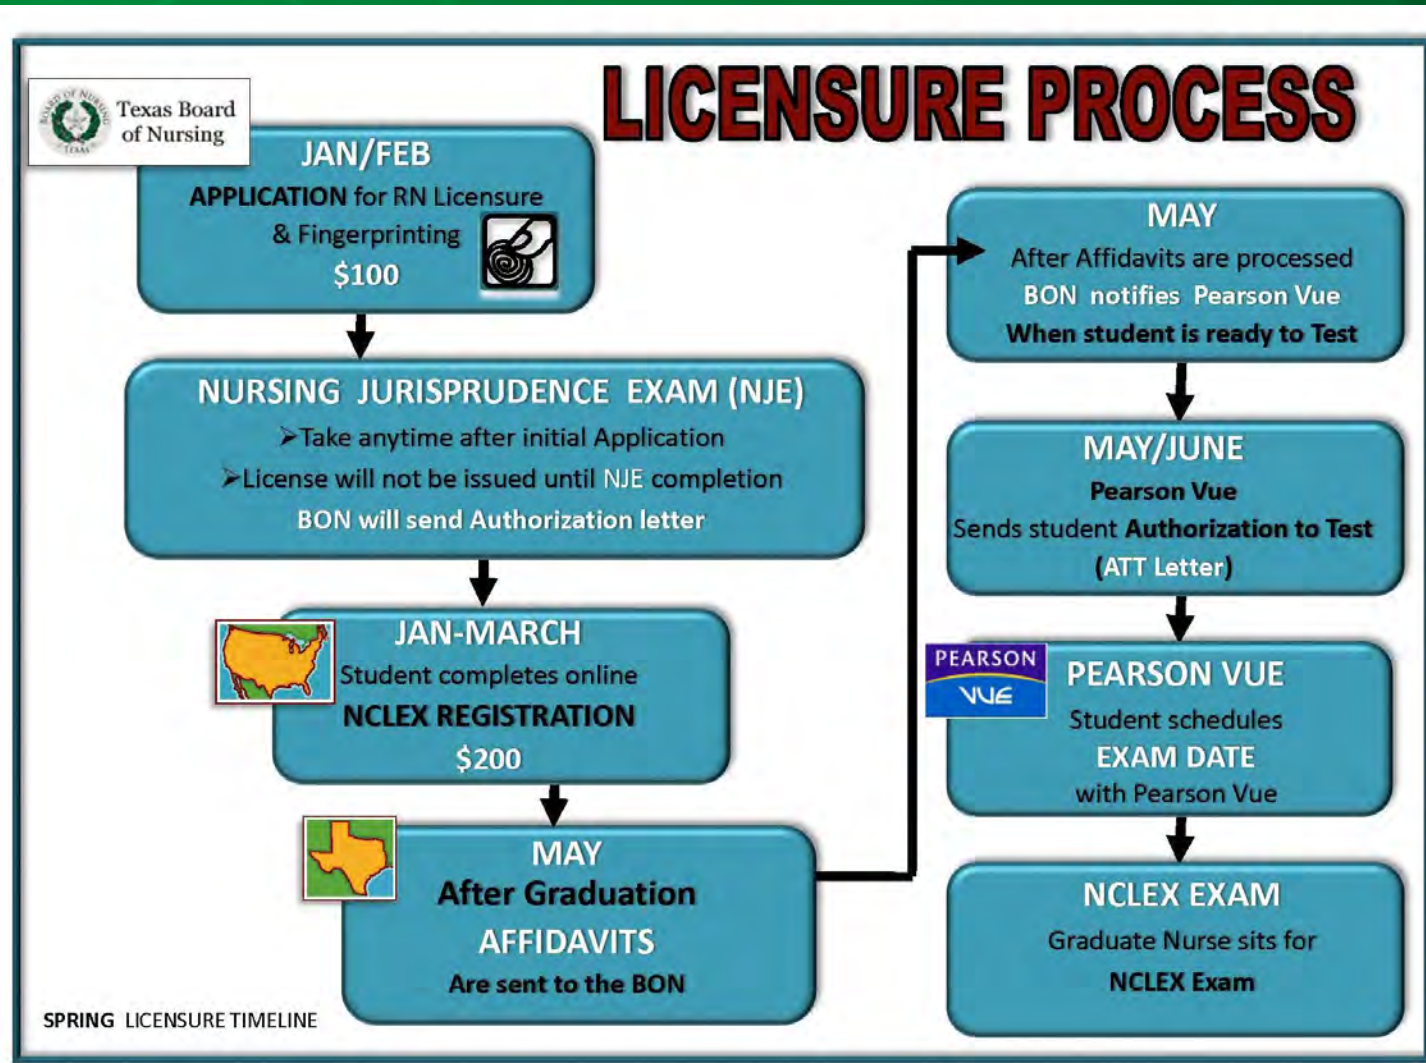 LICENSURE PROCESS
BOARD OF NURSING
TEXAS
Texas Board
of Nursing
JAN/FEB
APPLICATION for RN Licensure
& Fingerprinting
$100
NURSING JURISPRUDENCE EXAM (NJE)
➢Take anytime after initial Application
➢License will not be issued until NJE completion
BON will send Authorization letter
JAN-MARCH
Student completes online
NCLEX REGISTRATION
$200
MAY
After Graduation
AFFIDAVITS
Are sent to the BON
MAY
After Affidavits are processed
BON notifies Pearson Vue
When student is ready to Test
MAY/JUNE
Pearson Vue
Sends student Authorization to Test
(ATT Letter)
PEARSON
VUE
PEARSON VUE
Student schedules
EXAM DATE
with Pearson Vue
NCLEX EXAM
Graduate Nurse sits for
NCLEX Exam
SPRING LICENSURE TIMELINE